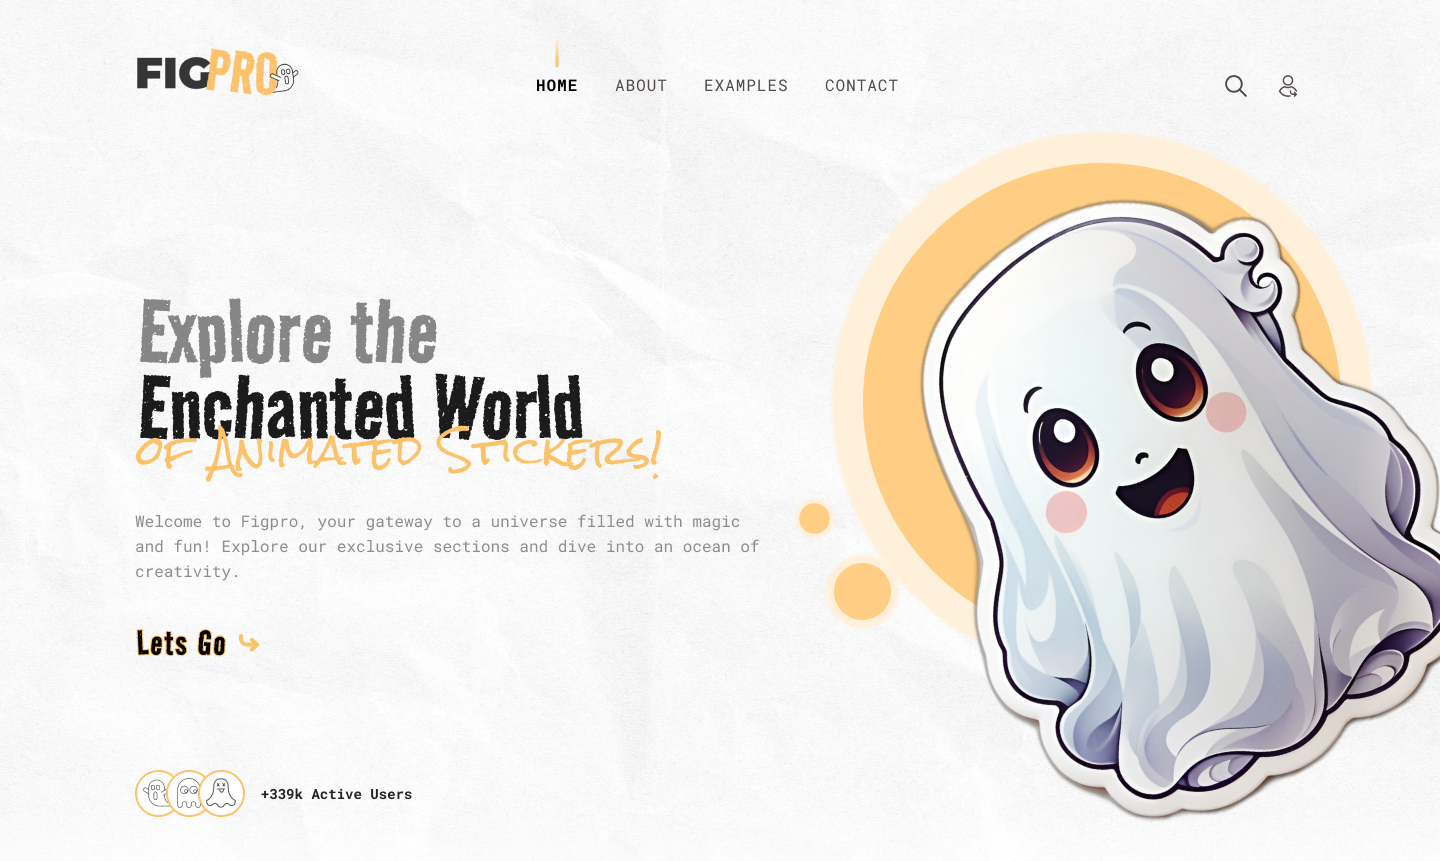 FIGPRO
HOME ABOUT EXAMPLES CONTACT
Explore the
Enchanted World
of Animated Stickers!
Welcome to Figpro, your gateway to a universe filled with magic
and fun! Explore our exclusive sections and dive into an ocean of
creativity.
Lets Go
+339k Active Users